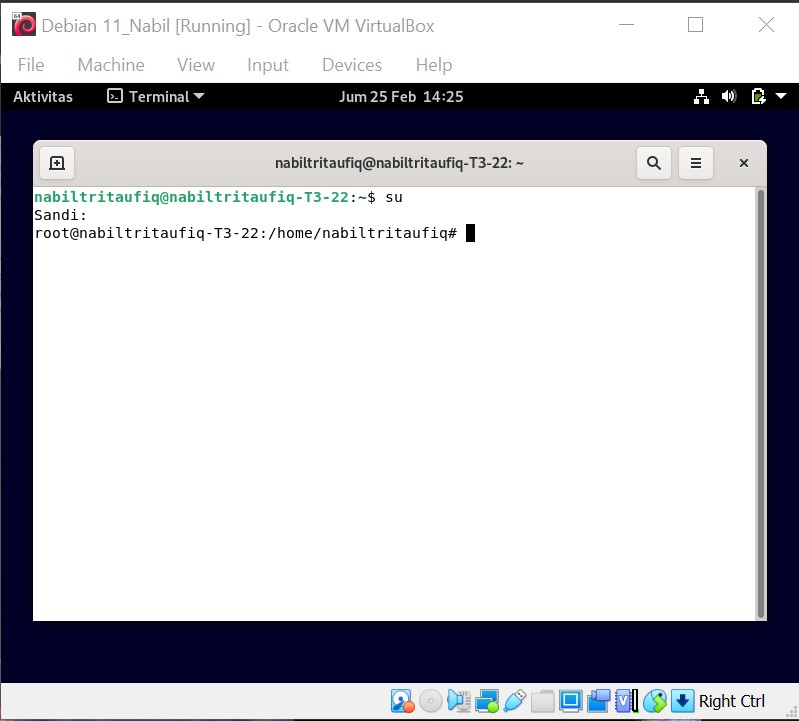 Debian 11_Nabil [Running] - Oracle VM VirtualBox
File Machine View Input Devices Help
Aktivitas Terminal Jum 25 Feb 14:25
nabiltritaufiq@nabiltritaufiq-T3-22: ~
nabiltritaufiq@nabiltritaufiq-T3-22:~$ su
Sandi:
root@nabiltritaufiq-T3-22:/home/nabiltritaufiq#
Right Ctrl